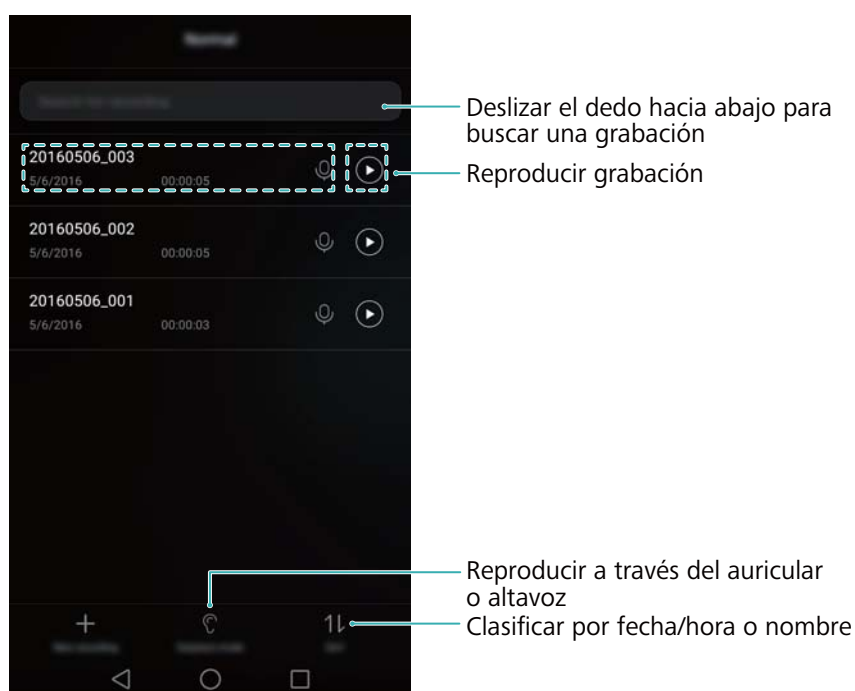 Deslizar el dedo hacia abajo para
buscar una grabación
20160506_003
5/6/2016 00:00:05
Reproducir grabación
20160506_002
5/6/2016 00:00:05
20160506_001
5/6/2016 00:00:03
Reproducir a través del auricular
o altavoz
Clasificar por fecha/hora o nombre